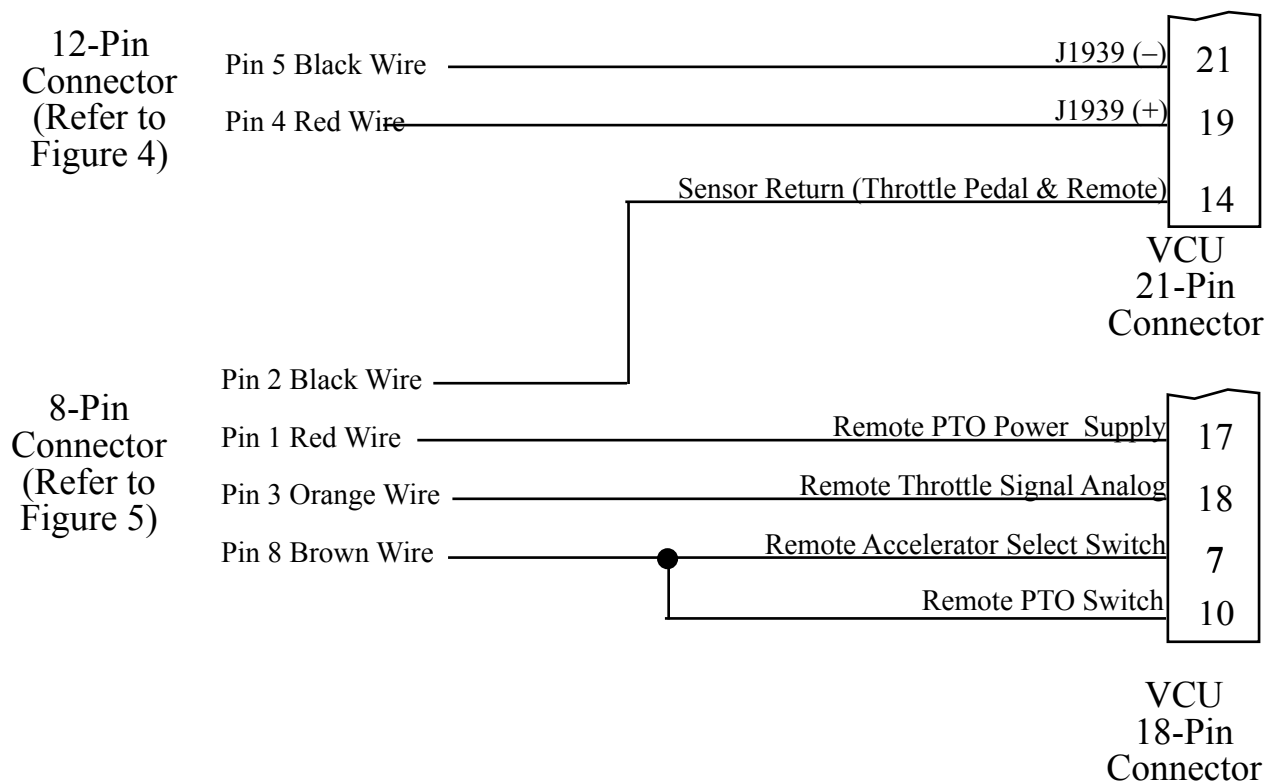 12-Pin
Connector
(Refer to
Figure 4)
Pin 5 Black Wire
J1939 (–)
21
Pin 4 Red Wire
J1939 (+)
19
Sensor Return (Throttle Pedal & Remote)
14
VCU
21-Pin
Connector
8-Pin
Connector
(Refer to
Figure 5)
Pin 2 Black Wire
Pin 1 Red Wire
Remote PTO Power Supply
17
Pin 3 Orange Wire
Remote Throttle Signal Analog
18
Pin 8 Brown Wire
Remote Accelerator Select Switch
7
Remote PTO Switch
10
VCU
18-Pin
Connector